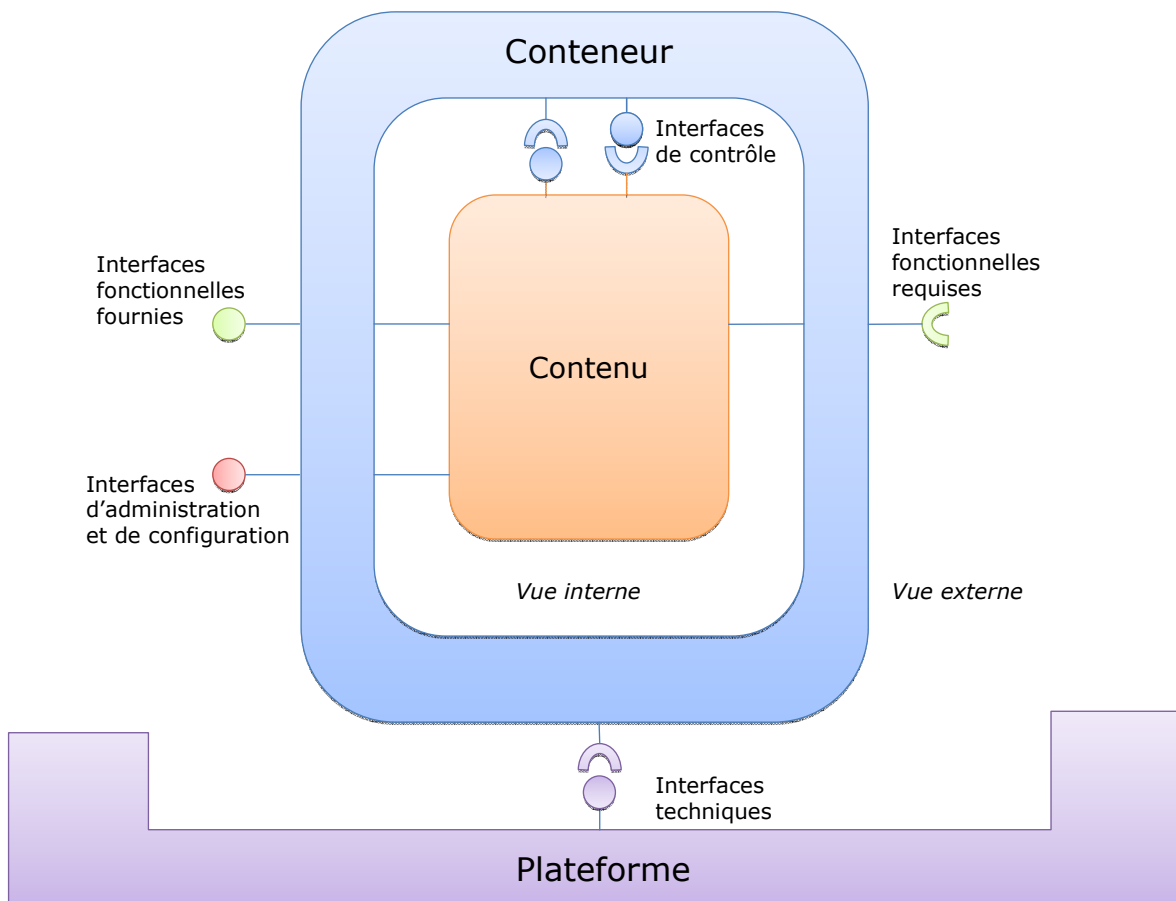 Conteneur
Interfaces
de contrôle
Interfaces
fonctionnelles
fournies
Interfaces
fonctionnelles
requises
Contenu
Interfaces
d’administration
et de configuration
Vue interne
Vue externe
Interfaces
techniques
Plateforme